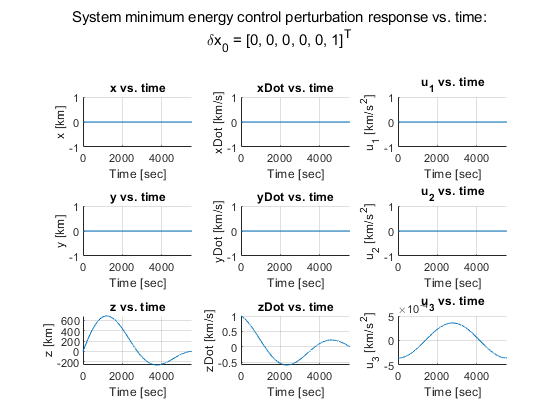 System minimum energy control perturbation response vs. time:
δx₀ = [0, 0, 0, 0, 0, 1]ᵀ
x vs. time
x [km]
1
0
-1
0 2000 4000
Time [sec]
xDot vs. time
xDot [km/s]
1
0
-1
0 2000 4000
Time [sec]
u₁ vs. time
u₁ [km/s²]
1
0
-1
0 2000 4000
Time [sec]
y vs. time
y [km]
1
0
-1
0 2000 4000
Time [sec]
yDot vs. time
yDot [km/s]
1
0
-1
0 2000 4000
Time [sec]
u₂ vs. time
u₂ [km/s²]
1
0
-1
0 2000 4000
Time [sec]
z vs. time
z [km]
600
400
200
0
-200
0 2000 4000
Time [sec]
zDot vs. time
zDot [km/s]
1
0.5
0
-0.5
0 2000 4000
Time [sec]
vs. time
u₃ [km/s²]
5
0
-5
0 2000 4000
Time [sec]